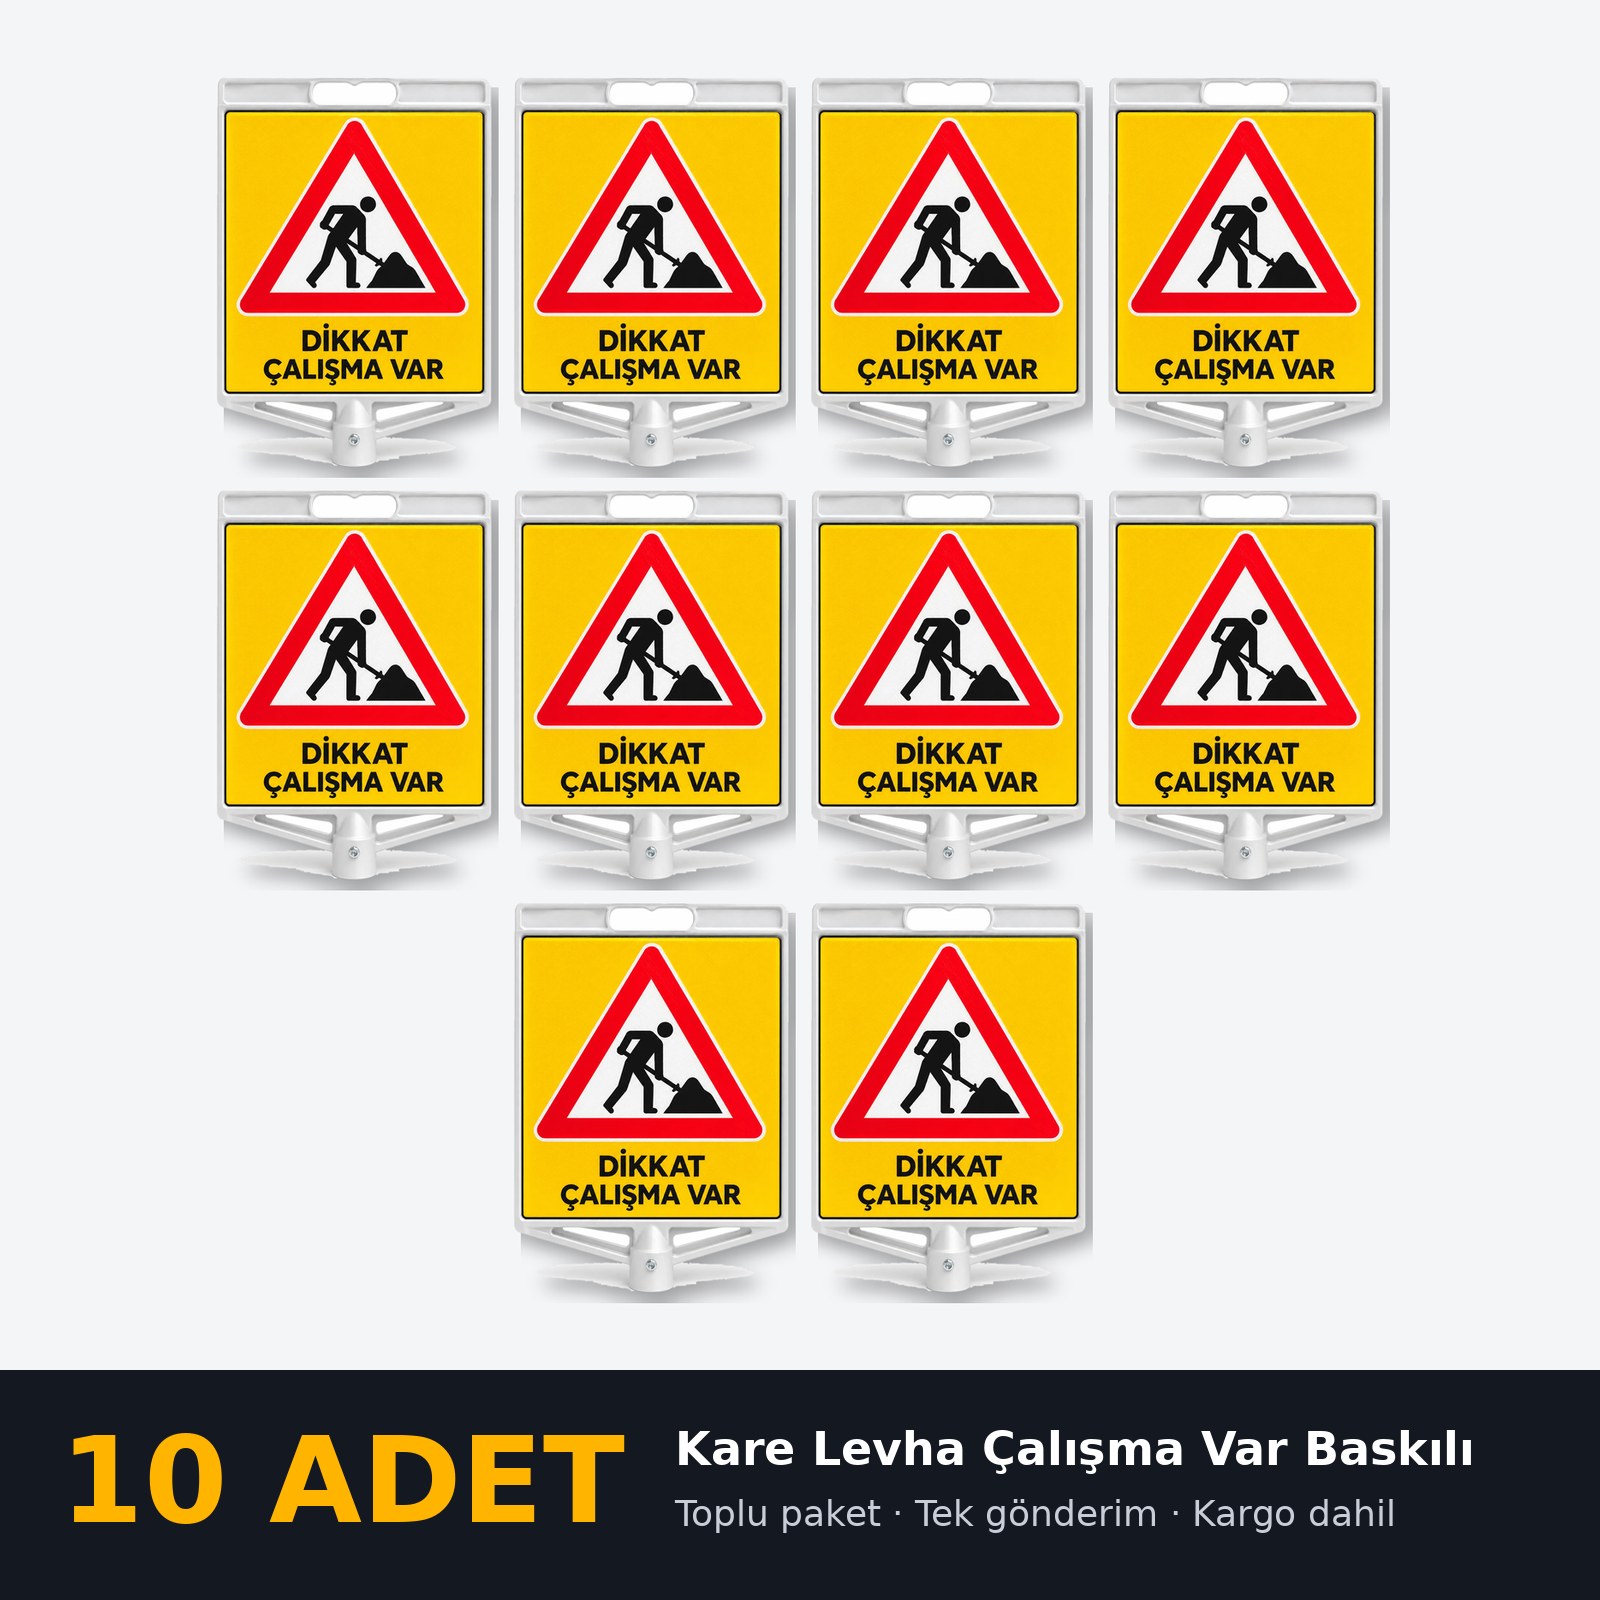 DİKKAT
ÇALIŞMA VAR
DİKKAT
ÇALIŞMA VAR
DİKKAT
ÇALIŞMA VAR
DİKKAT
ÇALIŞMA VAR
DİKKAT
ÇALIŞMA VAR
DİKKAT
ÇALIŞMA VAR
DİKKAT
ÇALIŞMA VAR
DİKKAT
ÇALIŞMA VAR
DİKKAT
ÇALIŞMA VAR
DİKKAT
ÇALIŞMA VAR
10 ADET
Kare Levha Çalışma Var Baskılı
Toplu paket · Tek gönderim · Kargo dahil